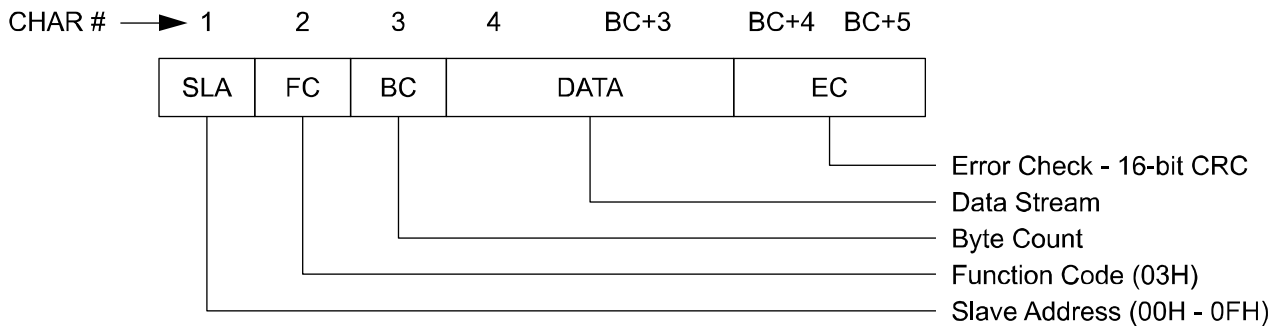 CHAR # 1 2 3 4 BC+3 BC+4 BC+5
SLA FC BC DATA EC
Error Check - 16-bit CRC
Data Stream
Byte Count
Function Code (03H)
Slave Address (00H - 0FH)